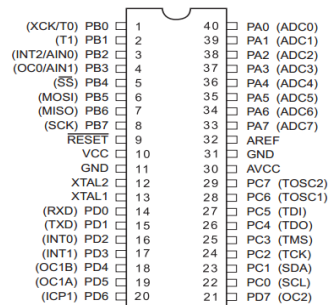 (XCK/T0) PB0 1 40 PA0 (ADC0)
(T1) PB1 2 39 PA1 (ADC1)
(INT2/AIN0) PB2 3 38 PA2 (ADC2)
(OC0/AIN1) PB3 4 37 PA3 (ADC3)
(SS) PB4 5 36 PA4 (ADC4)
(MOSI) PB5 6 35 PA5 (ADC5)
(MISO) PB6 7 34 PA6 (ADC6)
(SCK) PB7 8 33 PA7 (ADC7)
RESET 9 32 AREF
VCC 10 31 GND
GND 11 30 AVCC
XTAL2 12 29 PC7 (TOSC2)
XTAL1 13 28 PC6 (TOSC1)
(RXD) PD0 14 27 PC5 (TDI)
(TXD) PD1 15 26 PC4 (TDO)
(INT0) PD2 16 25 PC3 (TMS)
(INT1) PD3 17 24 PC2 (TCK)
(OC1B) PD4 18 23 PC1 (SDA)
(OC1A) PD5 19 22 PC0 (SCL)
(ICP1) PD6 20 21 PD7 (OC2)